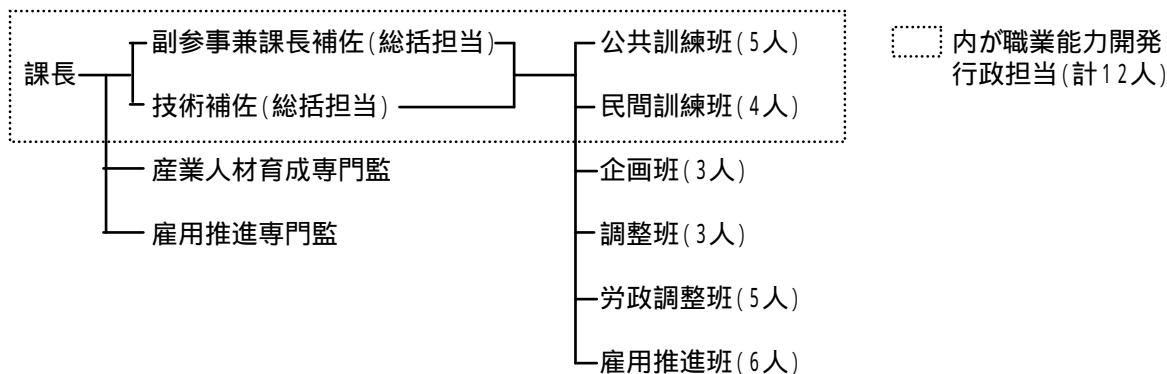 副参事兼課長補佐(総括担当)
公共訓練班(5人)
内が職業能力開発
行政担当(計12人)
課長
技術補佐(総括担当)
民間訓練班(4人)
産業人材育成専門監
企画班(3人)
雇用推進専門監
調整班(3人)
労政調整班(5人)
雇用推進班(6人)